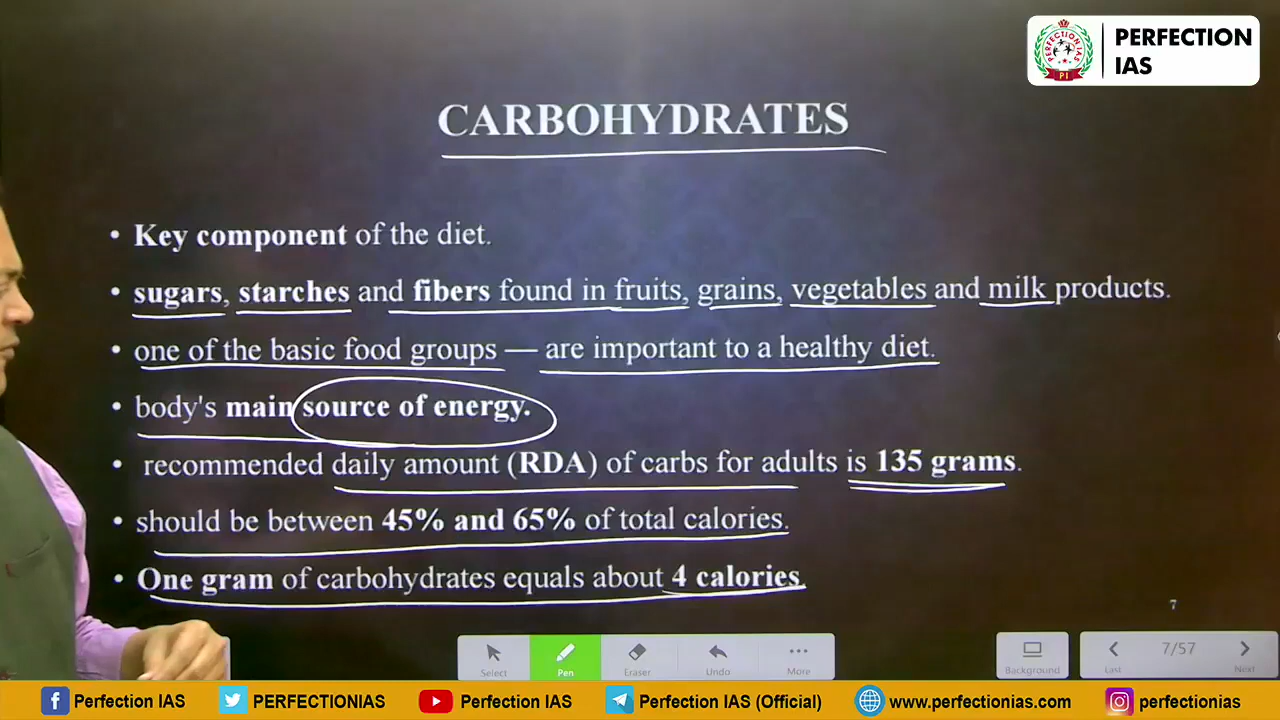 PERFECTION
IAS
PERFECTION IAS
PI
CARBOHYDRATES
• Key component of the diet.
• sugars, starches and fibers found in fruits, grains, vegetables and milk products.
• one of the basic food groups — are important to a healthy diet.
• body's main source of energy.
• recommended daily amount (RDA) of carbs for adults is 135 grams.
• should be between 45% and 65% of total calories.
• One gram of carbohydrates equals about 4 calories.
7
Select
Pen
Eraser
Undo
More
Background
Last
7/57
Next
Perfection IAS
PERFECTIONIAS
Perfection IAS
Perfection IAS (Official)
www.perfectionias.com
perfectionias